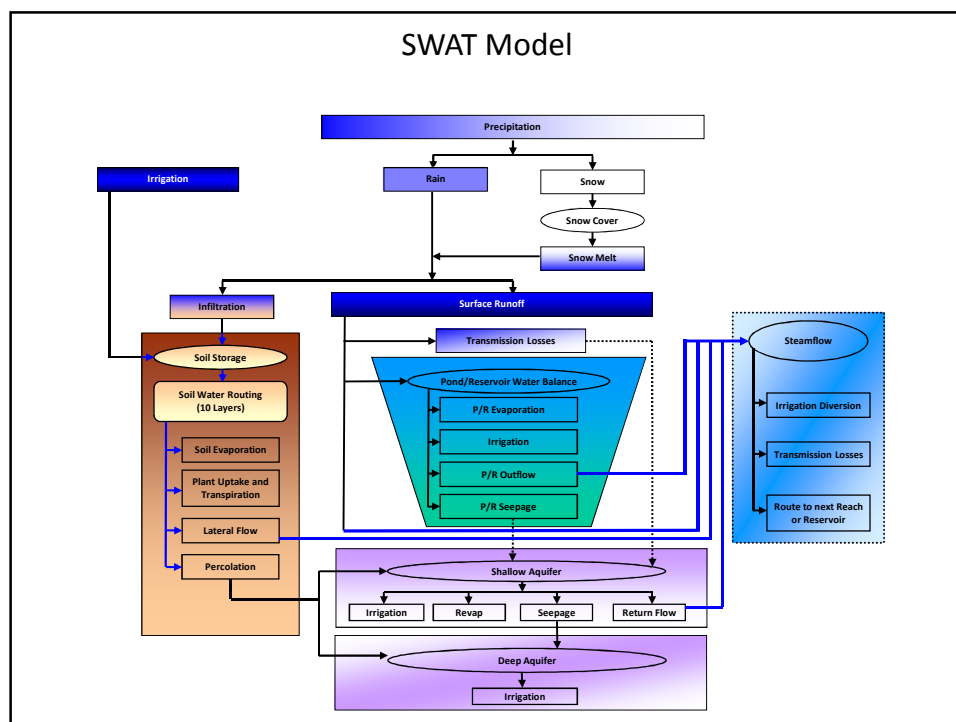 SWAT Model
Precipitation
Irrigation
Rain
Snow
Snow Cover
Snow Melt
Infiltration
Surface Runoff
Transmission Losses
Steamflow
Soil Storage
Pond/Reservoir Water Balance
Soil Water Routing
(10 Layers)
P/R Evaporation
Irrigation Diversion
Soil Evaporation
Irrigation
Transmission Losses
Plant Uptake and
Transpiration
P/R Outflow
P/R Seepage
Route to next Reach
or Reservoir
Lateral Flow
Percolation
Shallow Aquifer
Irrigation
Revap
Seepage
Return Flow
Deep Aquifer
Irrigation